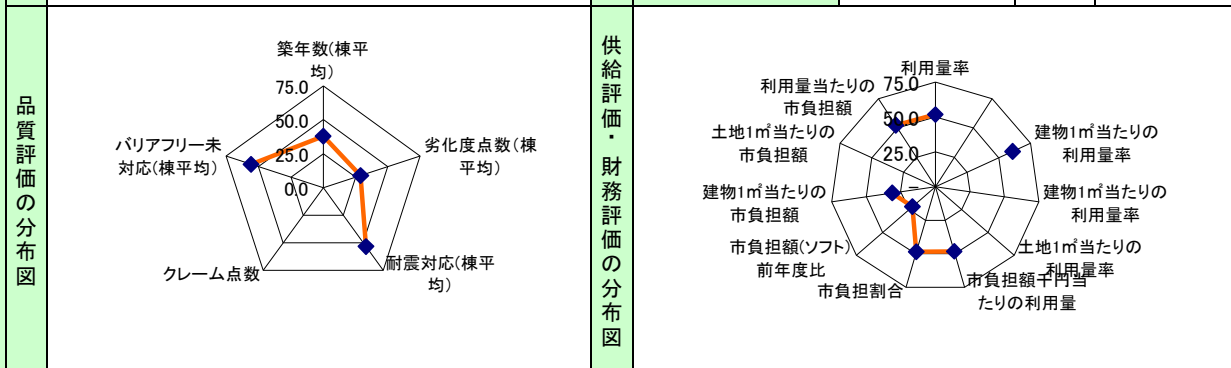 品質評価の分布図
築年数(棟平
均)
75.0
50.0
25.0
0.0
劣化度点数(棟
平均)
耐震対応(棟平
均)
クレーム点数
バリアフリー未
対応(棟平均)
供給評価・財務評価の分布図
利用量率
75.0
50.0
25.0
–
建物1㎡当たりの
利用量率
建物1㎡当たりの
利用量率
土地1㎡当たりの
利用量率
市負担額千円当
たりの利用量
市負担割合
市負担額(ソフト)
前年度比
建物1㎡当たりの
市負担額
土地1㎡当たりの
市負担額
利用量当たりの
市負担額